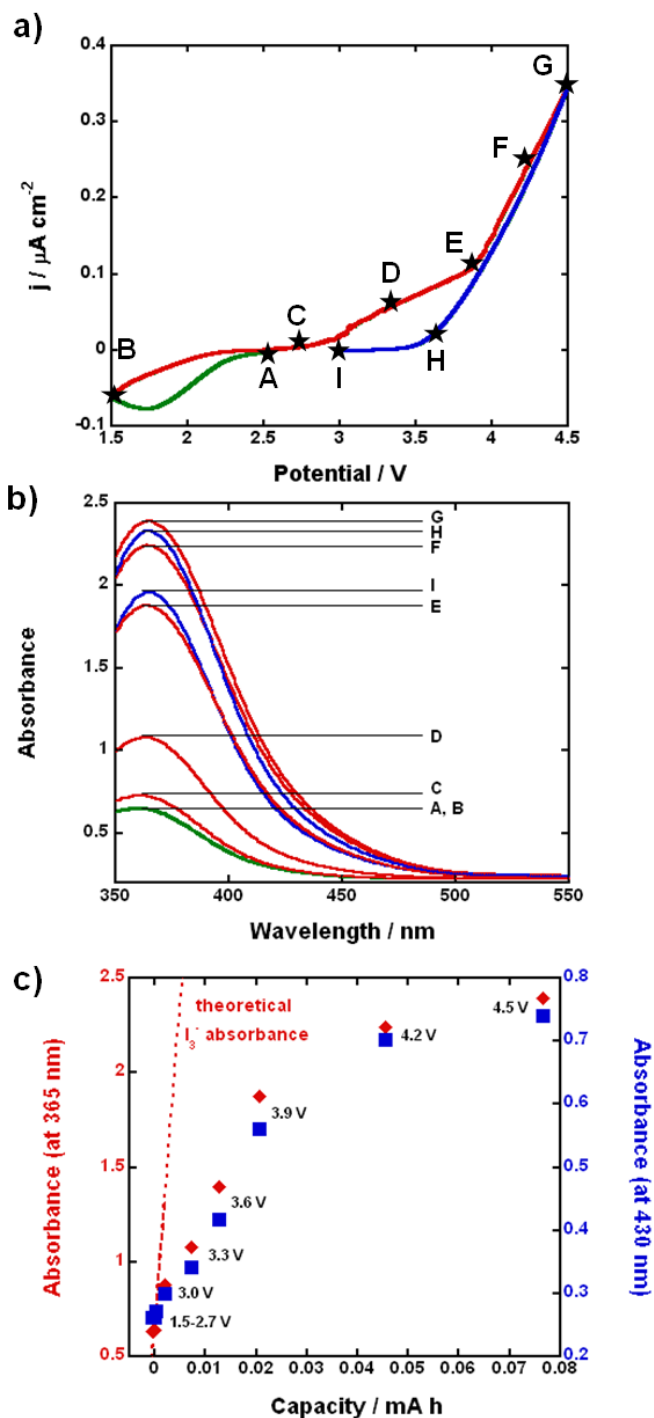 a)
0.4
0.3
0.2
0.1
0
-0.1
j / μA cm⁻²
A
B
C
D
E
F
G
H
I
1.5 2 2.5 3 3.5 4 4.5
Potential / V
b)
2.5
2
1.5
1
0.5
Absorbance
G
H
F
I
E
D
C
A, B
350 400 450 500 550
Wavelength / nm
c)
2.5
2
1.5
1
0.5
Absorbance (at 365 nm)
theoretical
I₃⁻ absorbance
4.5 V
4.2 V
3.9 V
3.6 V
3.3 V
3.0 V
1.5-2.7 V
0.8
0.7
0.6
0.5
0.4
0.3
0.2
Absorbance (at 430 nm)
0 0.01 0.02 0.03 0.04 0.05 0.06 0.07 0.08
Capacity / mA h